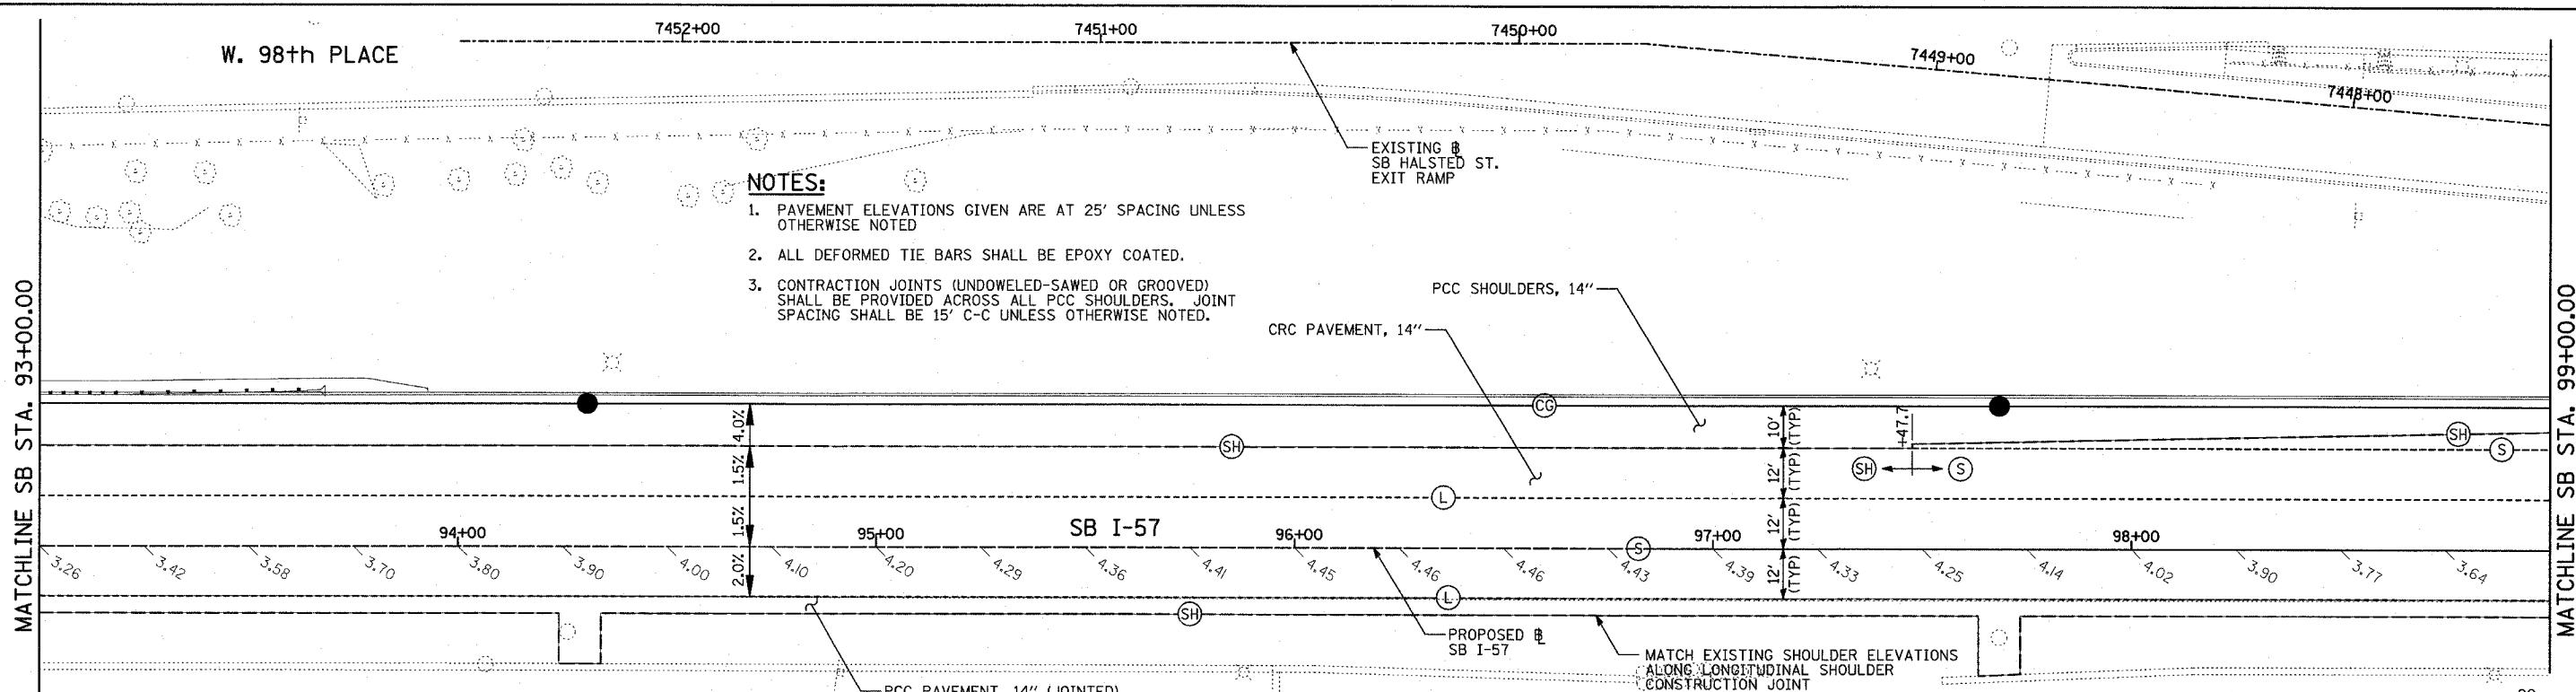 7452+00
7451+00
7450+00
7449+00
7448+00
W. 98th PLACE
EXISTING ℄
SB HALSTED ST.
EXIT RAMP
NOTES:
1. PAVEMENT ELEVATIONS GIVEN ARE AT 25' SPACING UNLESS
OTHERWISE NOTED
2. ALL DEFORMED TIE BARS SHALL BE EPOXY COATED.
3. CONTRACTION JOINTS (UNDOWELED-SAWED OR GROOVED)
SHALL BE PROVIDED ACROSS ALL PCC SHOULDERS. JOINT
SPACING SHALL BE 15' C-C UNLESS OTHERWISE NOTED.
PCC SHOULDERS, 14"
CRC PAVEMENT, 14"
MATCHLINE SB STA. 93+00.00
MATCHLINE SB STA. 99+00.00
CG
4.0%
10' (TYP)
+47.7
SH
SH
S
1.5%
12' (TYP)
SH
S
L
1.5%
12' (TYP)
94+00
95+00
SB I-57
96+00
S
97+00
98+00
3.26
3.42
3.58
3.70
3.80
3.90
4.00
4.10
4.20
4.29
4.36
4.41
4.45
4.46
4.46
4.43
4.39
4.33
4.25
4.14
4.02
3.90
3.77
3.64
2.0%
12' (TYP)
L
SH
PROPOSED ℄
SB I-57
MATCH EXISTING SHOULDER ELEVATIONS
ALONG LONGITUDINAL SHOULDER
CONSTRUCTION JOINT
PCC PAVEMENT, 14" (JOINTED)